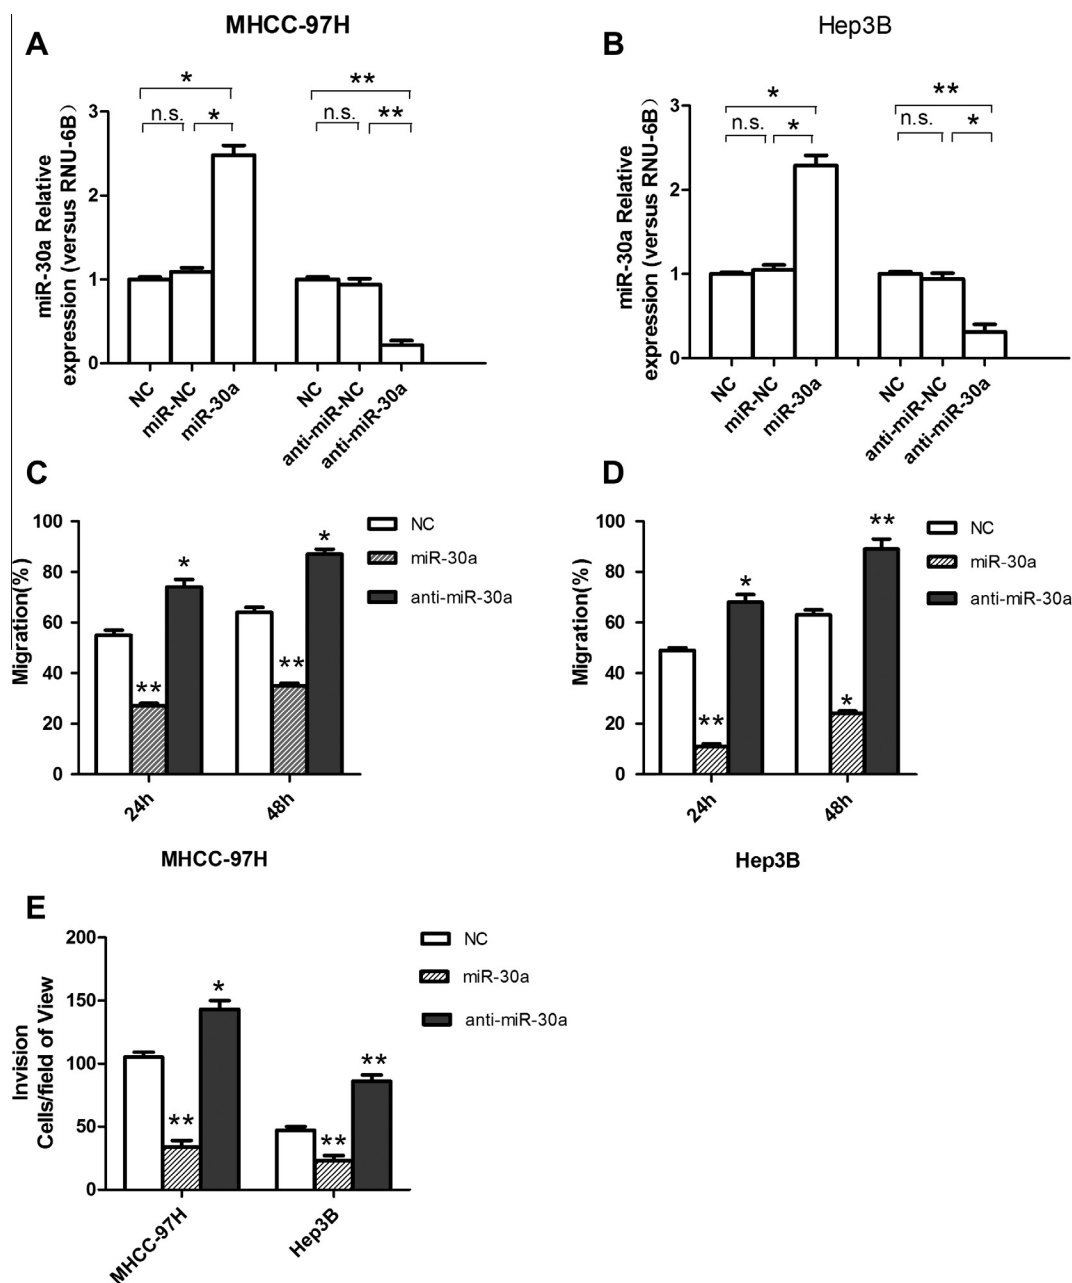 MHCC-97H
Hep3B
A
miR-30a Relative
expression (versus RNU-6B)
3
2
1
0
*
**
n.s.
*
n.s.
**
NC
miR-NC
miR-30a
NC
anti-miR-NC
anti-miR-30a
B
miR-30a Relative
expression (versus RNU-6B)
3
2
1
0
*
**
n.s.
*
n.s.
*
NC
miR-NC
miR-30a
NC
anti-miR-NC
anti-miR-30a
C
Migration(%)
100
80
60
40
20
0
**
*
**
*
24h
48h
NC
miR-30a
anti-miR-30a
MHCC-97H
D
Migration(%)
100
80
60
40
20
0
**
*
*
**
24h
48h
NC
miR-30a
anti-miR-30a
Hep3B
E
Invision
Cells/field of View
200
150
100
50
0
**
*
**
**
MHCC-97H
Hep3B
NC
miR-30a
anti-miR-30a